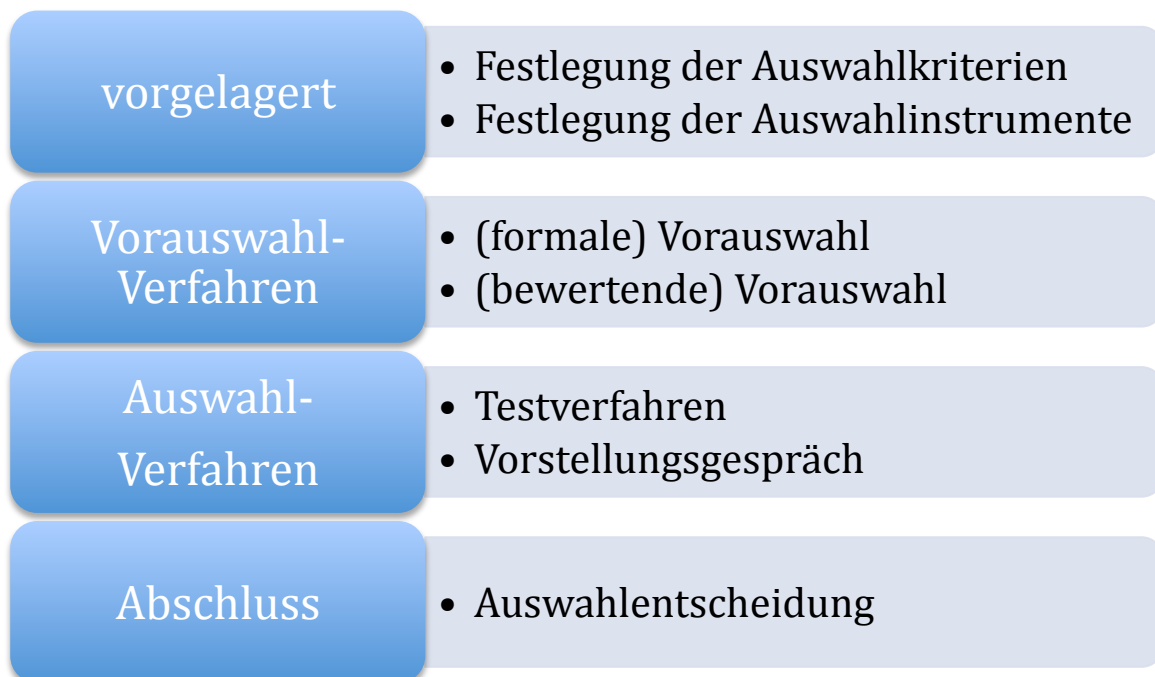 vorgelagert
• Festlegung der Auswahlkriterien
• Festlegung der Auswahlinstrumente
Vorauswahl-
Verfahren
• (formale) Vorauswahl
• (bewertende) Vorauswahl
Auswahl-
Verfahren
• Testverfahren
• Vorstellungsgespräch
Abschluss
• Auswahlentscheidung